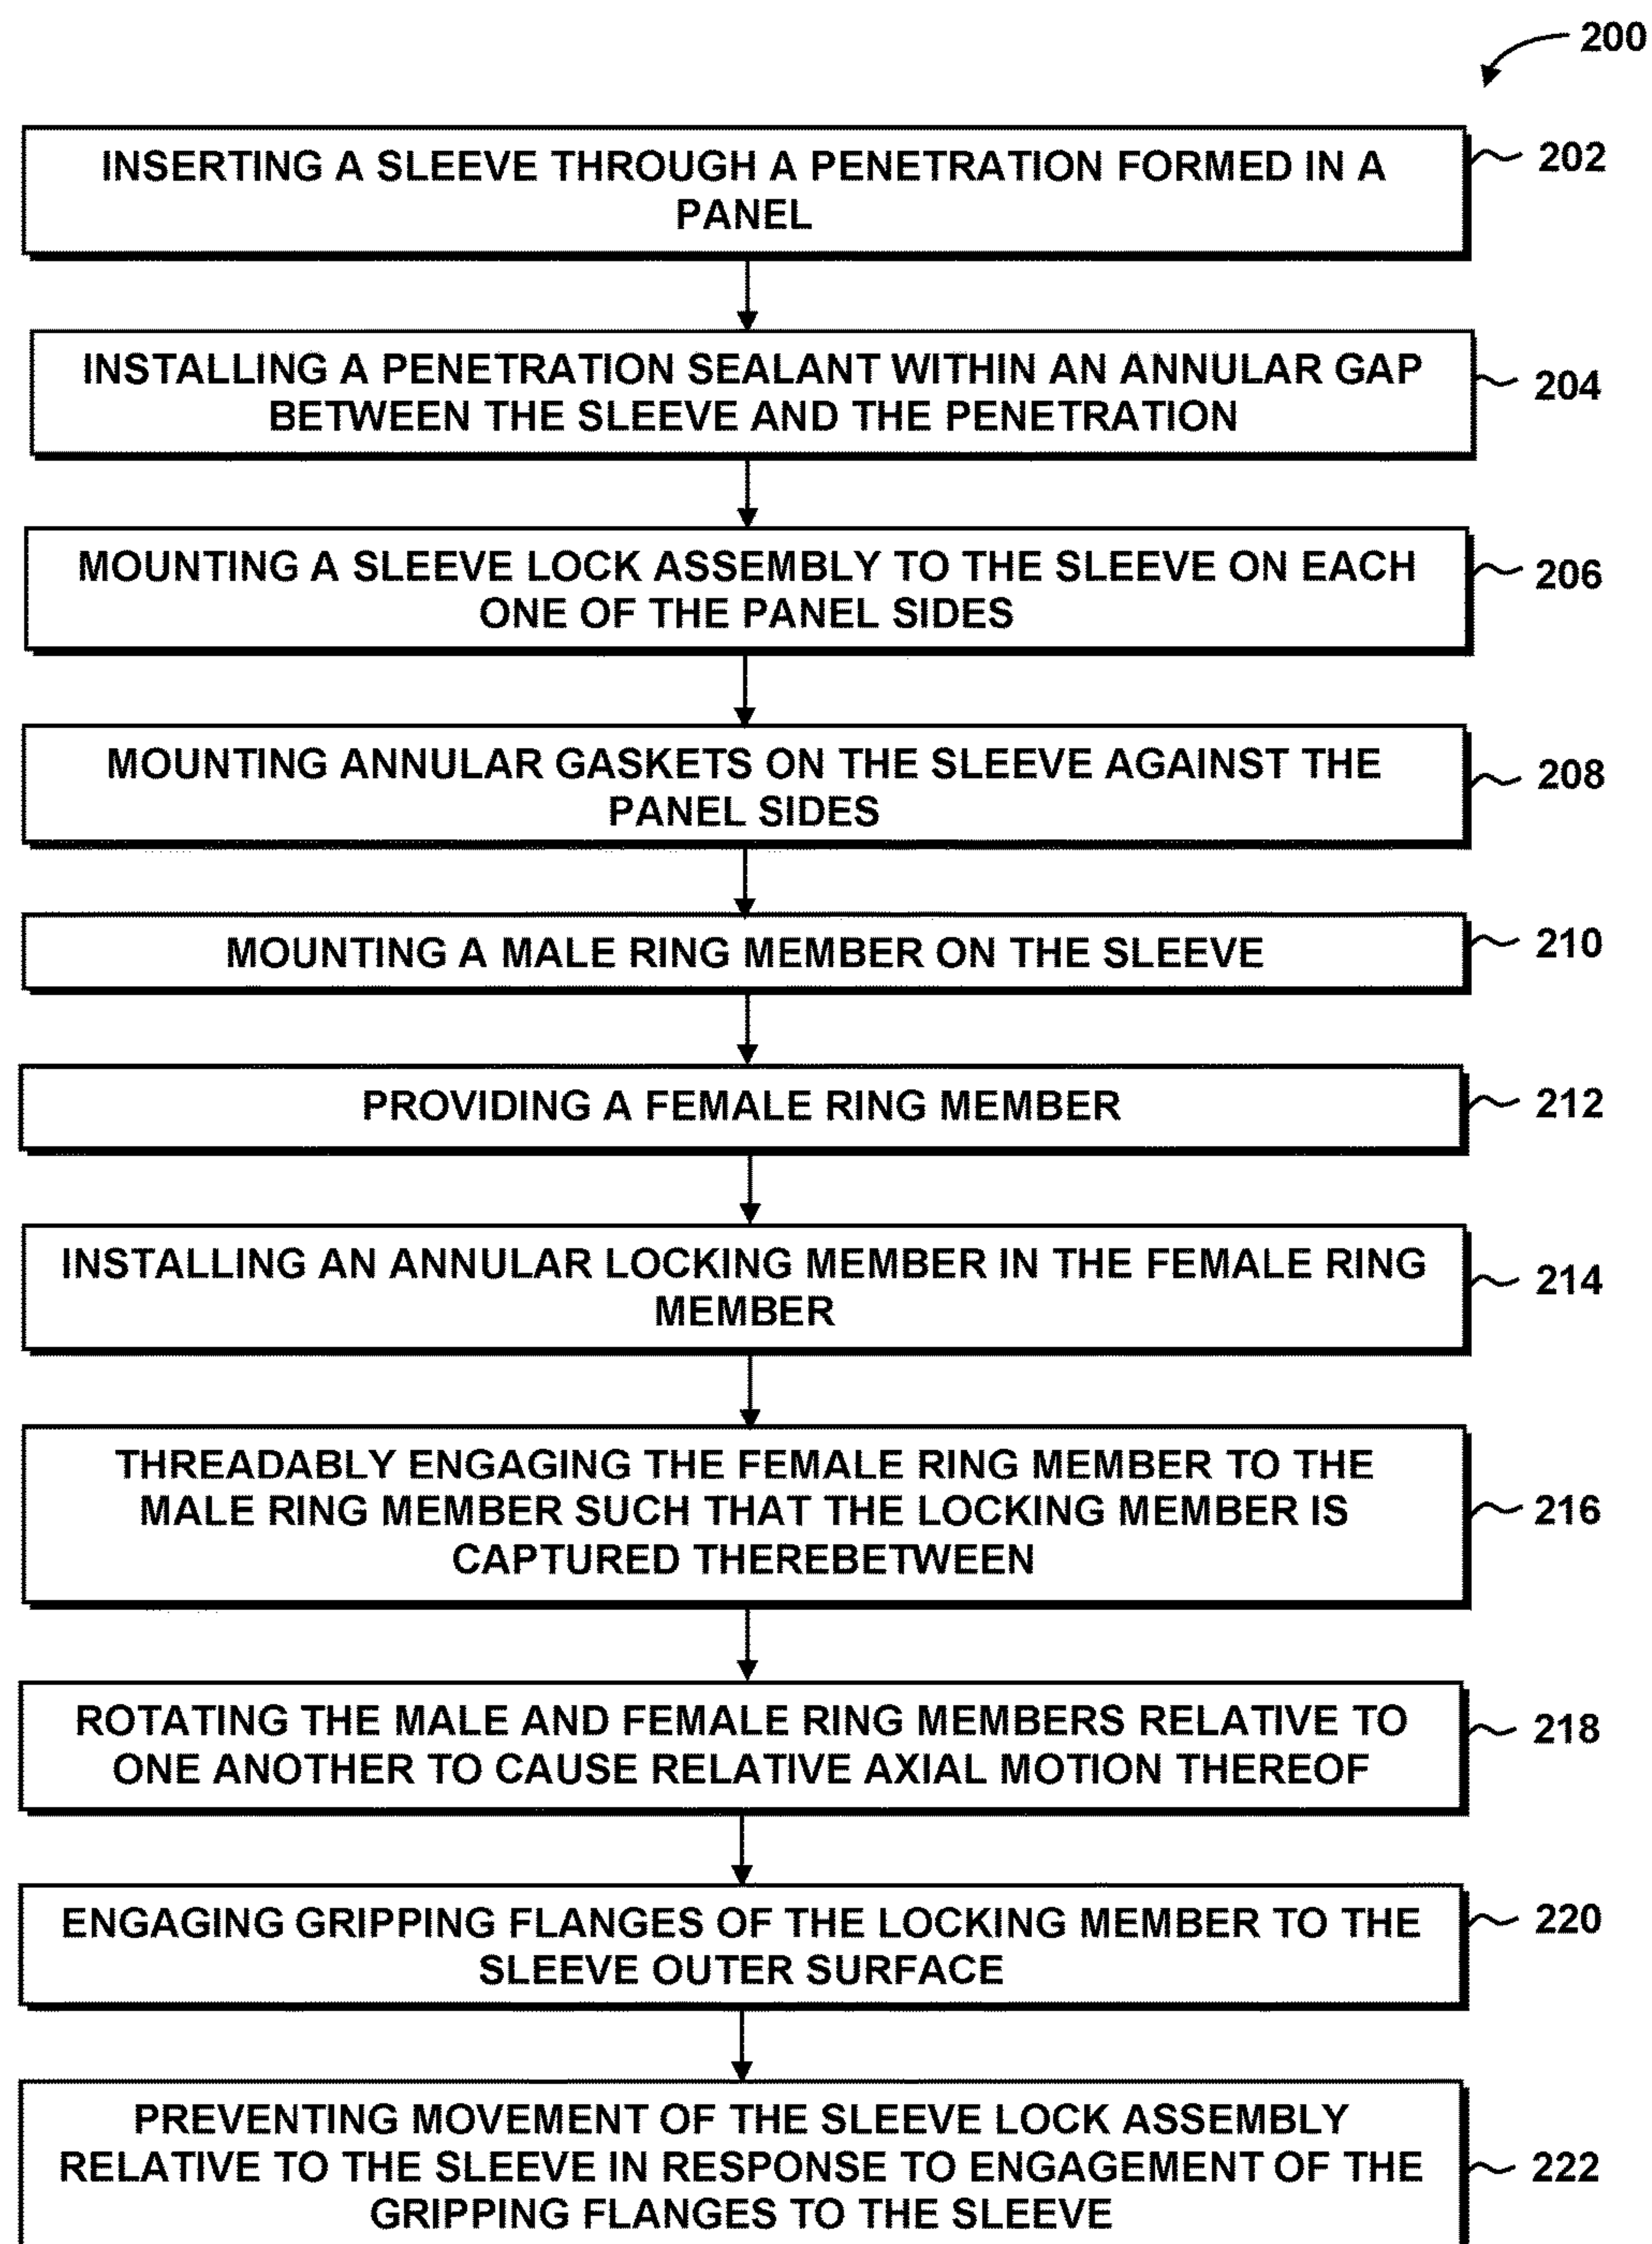 200
INSERTING A SLEEVE THROUGH A PENETRATION FORMED IN A
PANEL
202
INSTALLING A PENETRATION SEALANT WITHIN AN ANNULAR GAP
BETWEEN THE SLEEVE AND THE PENETRATION
204
MOUNTING A SLEEVE LOCK ASSEMBLY TO THE SLEEVE ON EACH
ONE OF THE PANEL SIDES
206
MOUNTING ANNULAR GASKETS ON THE SLEEVE AGAINST THE
PANEL SIDES
208
MOUNTING A MALE RING MEMBER ON THE SLEEVE
210
PROVIDING A FEMALE RING MEMBER
212
INSTALLING AN ANNULAR LOCKING MEMBER IN THE FEMALE RING
MEMBER
214
THREADABLY ENGAGING THE FEMALE RING MEMBER TO THE
MALE RING MEMBER SUCH THAT THE LOCKING MEMBER IS
CAPTURED THEREBETWEEN
216
ROTATING THE MALE AND FEMALE RING MEMBERS RELATIVE TO
ONE ANOTHER TO CAUSE RELATIVE AXIAL MOTION THEREOF
218
ENGAGING GRIPPING FLANGES OF THE LOCKING MEMBER TO THE
SLEEVE OUTER SURFACE
220
PREVENTING MOVEMENT OF THE SLEEVE LOCK ASSEMBLY
RELATIVE TO THE SLEEVE IN RESPONSE TO ENGAGEMENT OF THE
GRIPPING FLANGES TO THE SLEEVE
222